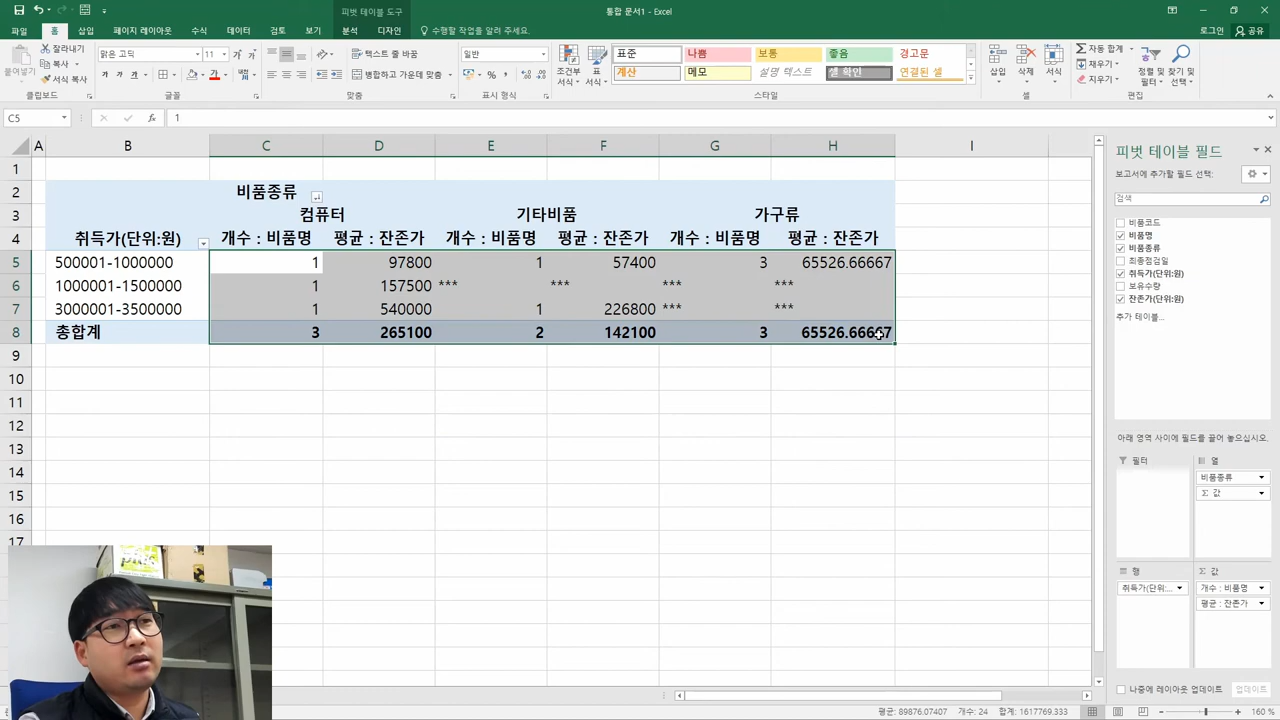 피벗 테이블 도구
통합 문서1 - Excel
파일 홈 삽입 페이지 레이아웃 수식 데이터 검토 보기 분석 디자인 수행할 작업을 알려 주세요. 로그인 공유
붙여넣기
잘라내기
복사
서식 복사
클립보드
맑은 고딕 11
가 가 가
글꼴
텍스트 줄 바꿈
병합하고 가운데 맞춤
맞춤
일반
표시 형식
조건부 서식
표 서식
표준 나쁨 보통 좋음 경고문
계산 메모 설명 텍스트 셀 확인 연결된 셀
스타일
삽입 삭제 서식
셀
자동 합계
채우기
지우기
정렬 및 필터
찾기 및 선택
편집
C5 fx 1
A B C D E F G H I
1
2 비품종류
3 컴퓨터 기타비품 가구류
4 취득가(단위:원) 개수 : 비품명 평균 : 잔존가 개수 : 비품명 평균 : 잔존가 개수 : 비품명 평균 : 잔존가
5 500001-1000000 1 97800 1 57400 3 65526.66667
6 1000001-1500000 1 157500 *** *** *** ***
7 3000001-3500000 1 540000 1 226800 *** ***
8 총합계 3 265100 2 142100 3 65526.66667
9
10
11
12
13
14
15
16
17
피벗 테이블 필드
보고서에 추가할 필드 선택:
검색
비품코드
비품명
비품종류
최종점검일
취득가(단위:원)
보유수량
잔존가(단위:원)
추가 테이블...
아래 영역 사이에 필드를 끌어 놓으십시오.
필터
열
비품종류
Σ 값
행
취득가(단위:...
Σ 값
개수 : 비품명
평균 : 잔존가
나중에 레이아웃 업데이트 업데이트
평균: 89876.07407 개수: 24 합계: 1617769.333 160 %